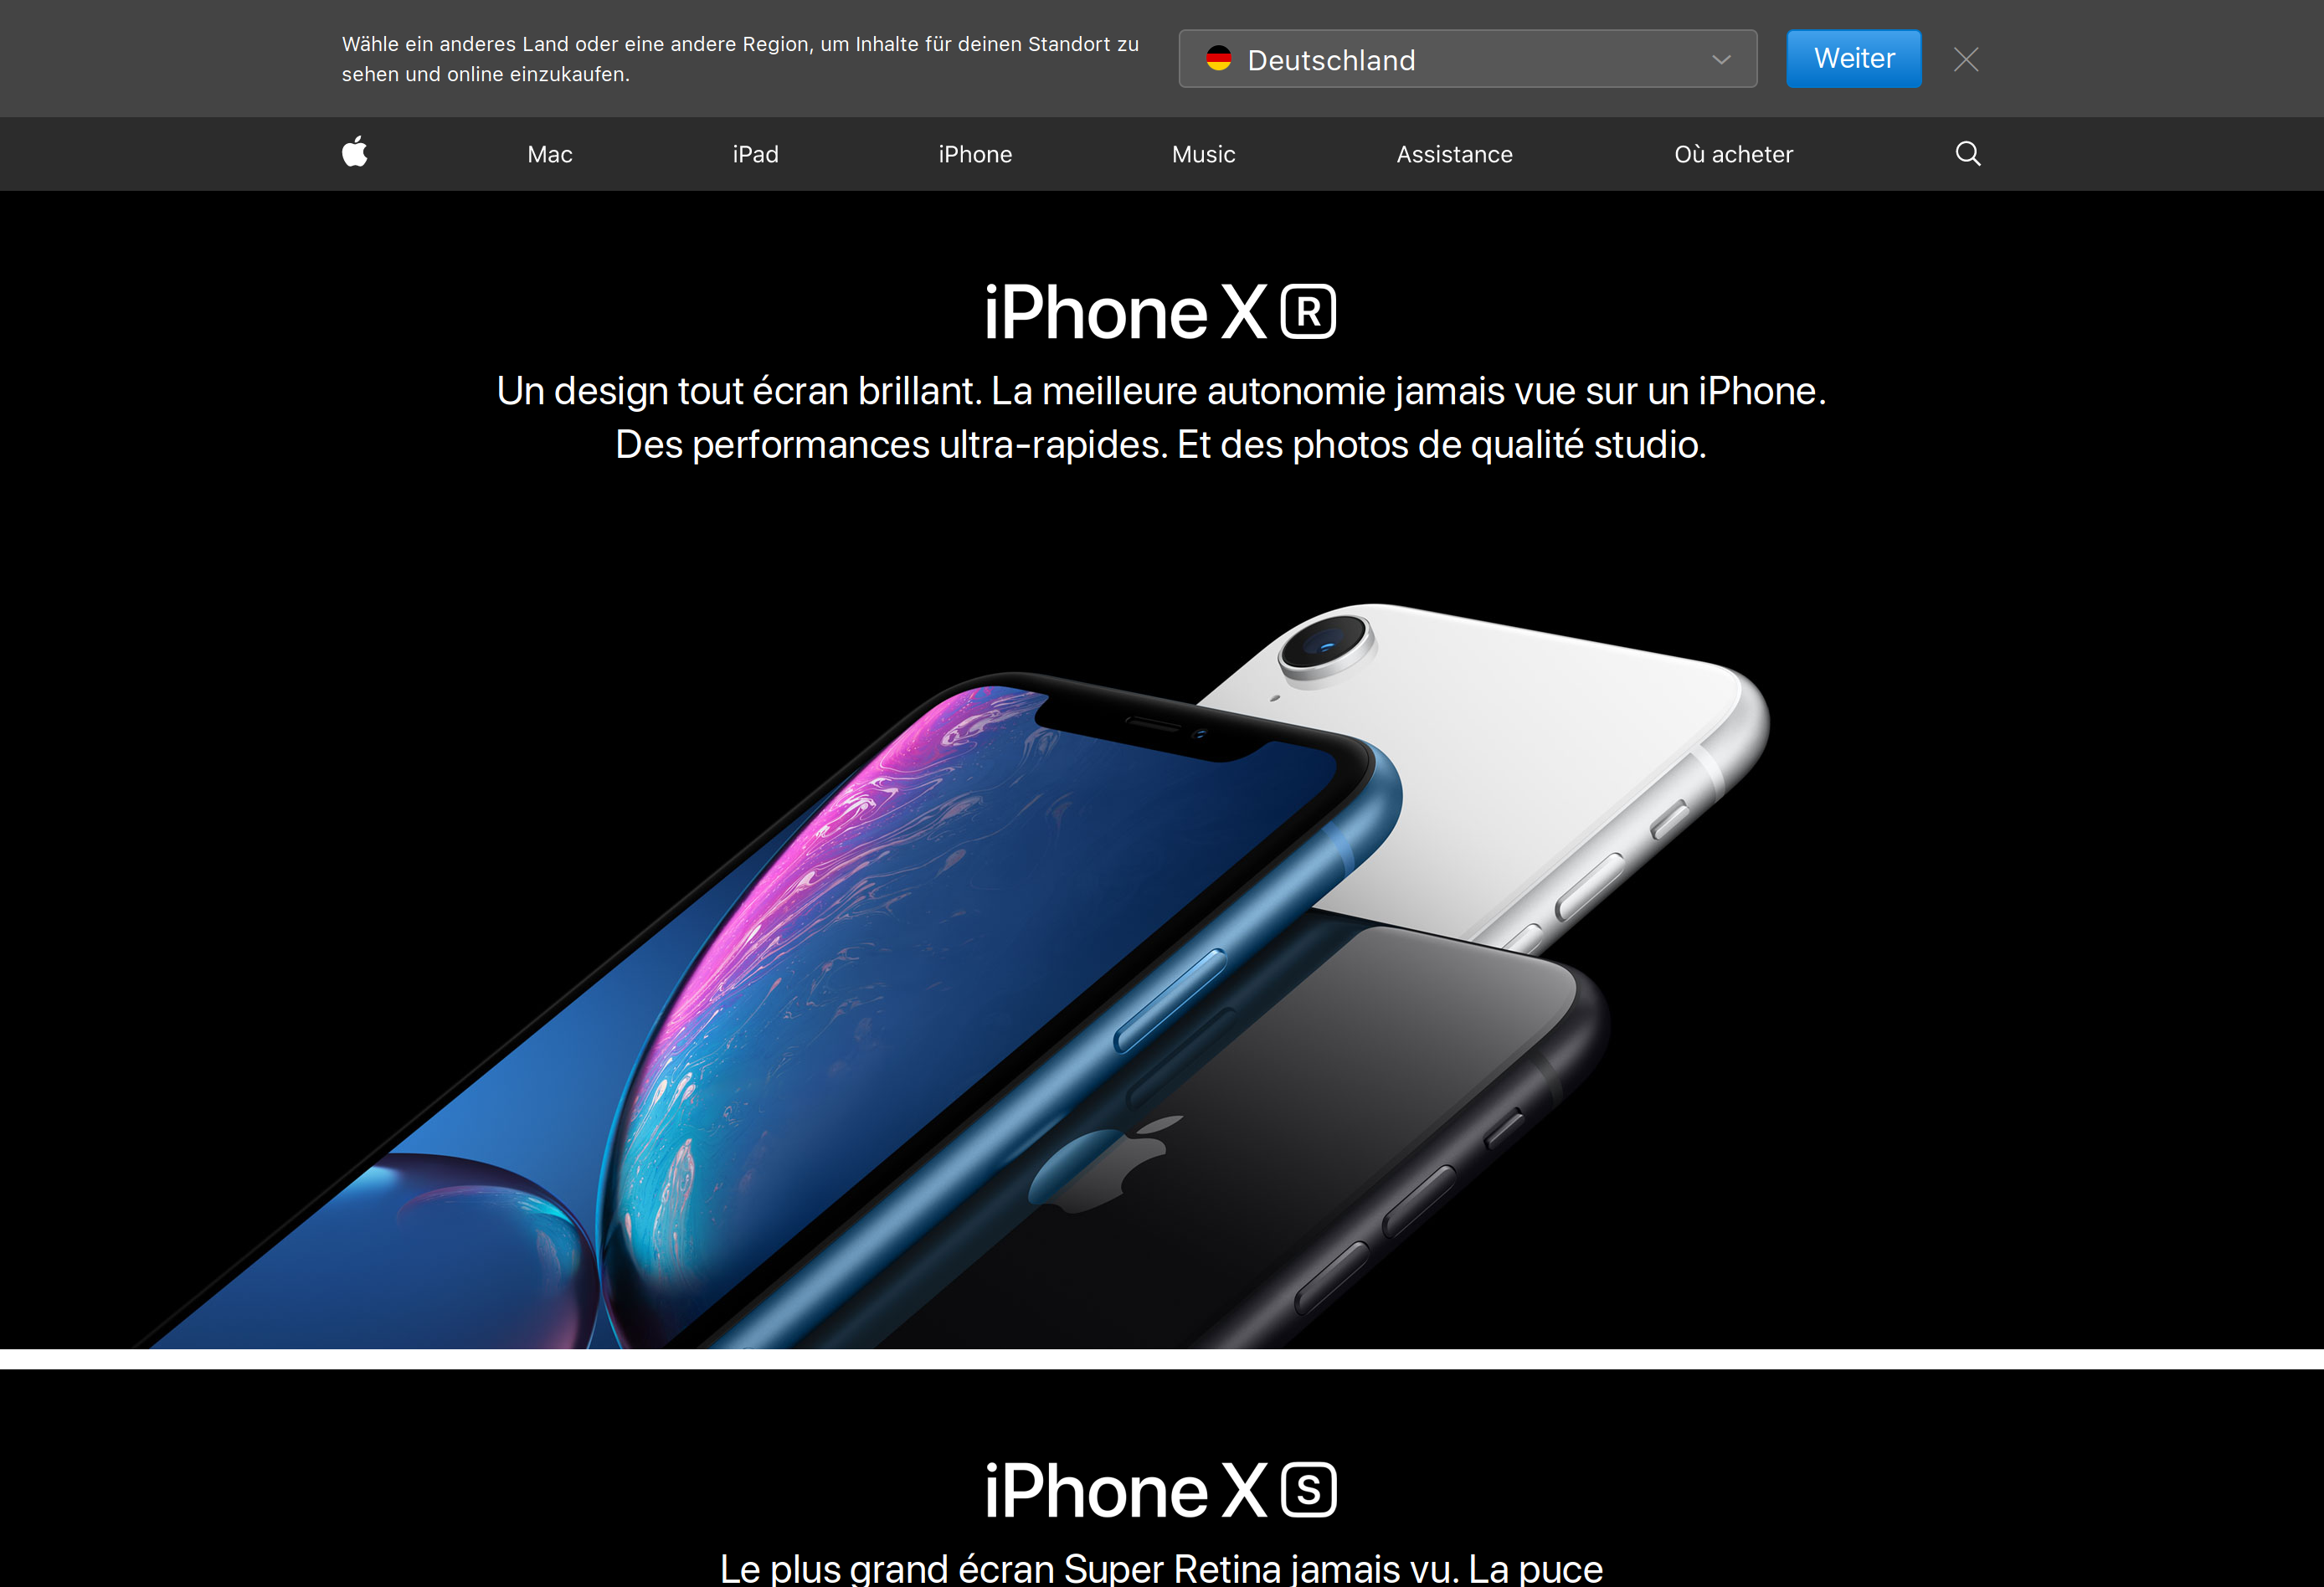 Wähle ein anderes Land oder eine andere Region, um Inhalte für deinen Standort zu
sehen und online einzukaufen.
Deutschland
Weiter
Mac
iPad
iPhone
Music
Assistance
Où acheter
iPhone XR
Un design tout écran brillant. La meilleure autonomie jamais vue sur un iPhone.
Des performances ultra-rapides. Et des photos de qualité studio.
iPhone XS
Le plus grand écran Super Retina jamais vu. La puce